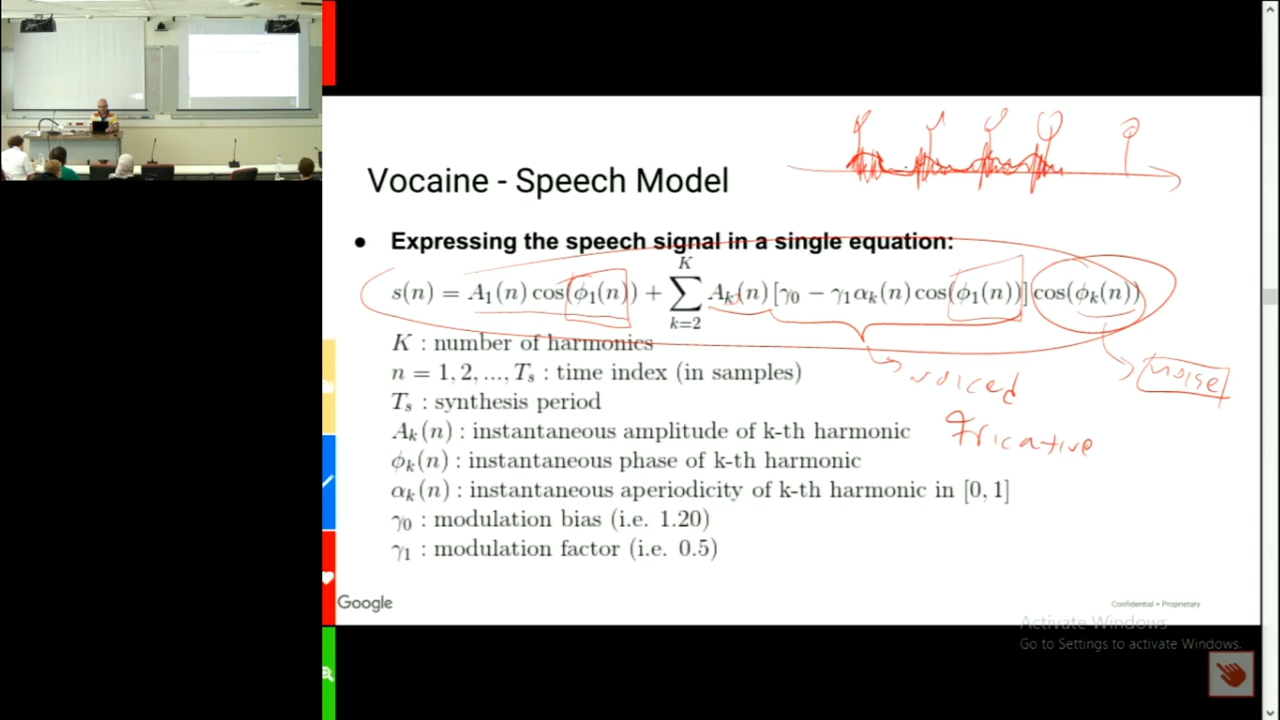 Vocaine - Speech Model
● Expressing the speech signal in a single equation:
s(n) = A₁(n) cos(ϕ₁(n)) + ∑_{k=2}^{K} Aₖ(n)[γ₀ − γ₁αₖ(n) cos(ϕ₁(n))] cos(ϕₖ(n))
K : number of harmonics
n = 1, 2, ..., Tₛ : time index (in samples)
noise
voiced
Tₛ : synthesis period
Aₖ(n) : instantaneous amplitude of k-th harmonic
Fricative
ϕₖ(n) : instantaneous phase of k-th harmonic
αₖ(n) : instantaneous aperiodicity of k-th harmonic in [0, 1]
γ₀ : modulation bias (i.e. 1.20)
γ₁ : modulation factor (i.e. 0.5)
Google
Confidential + Proprietary
Activate Windows
Go to Settings to activate Windows.